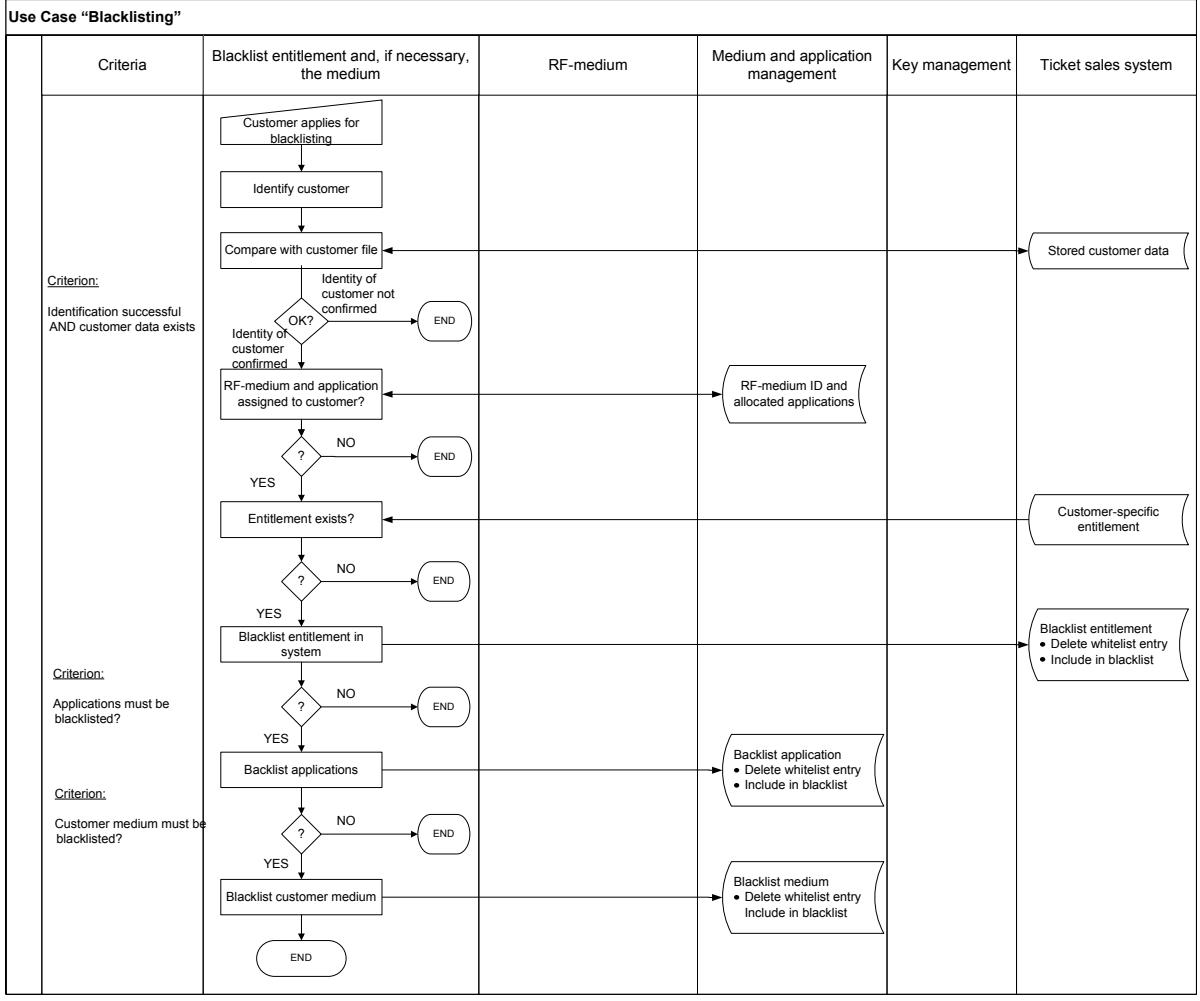 Use Case “Blacklisting”
Criteria
Blacklist entitlement and, if necessary,
the medium
RF-medium
Medium and application
management
Key management
Ticket sales system
Customer applies for
blacklisting
Identify customer
Compare with customer file
Stored customer data
Criterion:
Identification successful
AND customer data exists
Identity of
customer not
confirmed
OK?
END
Identity of
customer
confirmed
RF-medium and application
assigned to customer?
RF-medium ID and
allocated applications
?
NO
END
YES
Entitlement exists?
Customer-specific
entitlement
?
NO
END
YES
Blacklist entitlement in
system
Blacklist entitlement
• Delete whitelist entry
• Include in blacklist
Criterion:
Applications must be
blacklisted?
?
NO
END
YES
Backlist applications
Backlist application
• Delete whitelist entry
• Include in blacklist
Criterion:
Customer medium must be
blacklisted?
?
NO
END
YES
Blacklist customer medium
Blacklist medium
• Delete whitelist entry
Include in blacklist
END